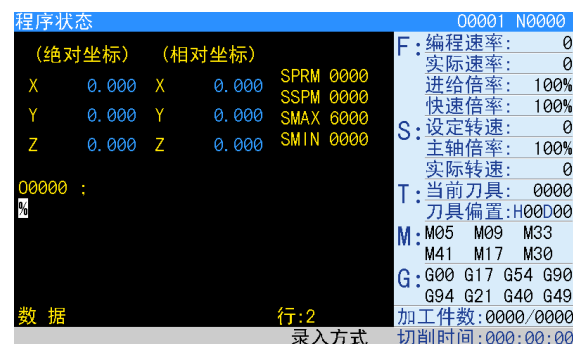 程序状态 O0001 N0000
(绝对坐标) (相对坐标)
X 0.000 X 0.000
Y 0.000 Y 0.000
Z 0.000 Z 0.000
SPRM 0000
SSPM 0000
SMAX 6000
SMIN 0000
O0000 ;
%
数 据 行:2
录入方式
F:编程速率: 0
实际速率: 0
进给倍率: 100%
快速倍率: 100%
S:设定转速: 0
主轴倍率: 100%
实际转速: 0
T:当前刀具: 0000
刀具偏置:H00D00
M:M05 M09 M33
M41 M17 M30
G:G00 G17 G54 G90
G94 G21 G40 G49
加工件数:0000/0000
切削时间:000:00:00